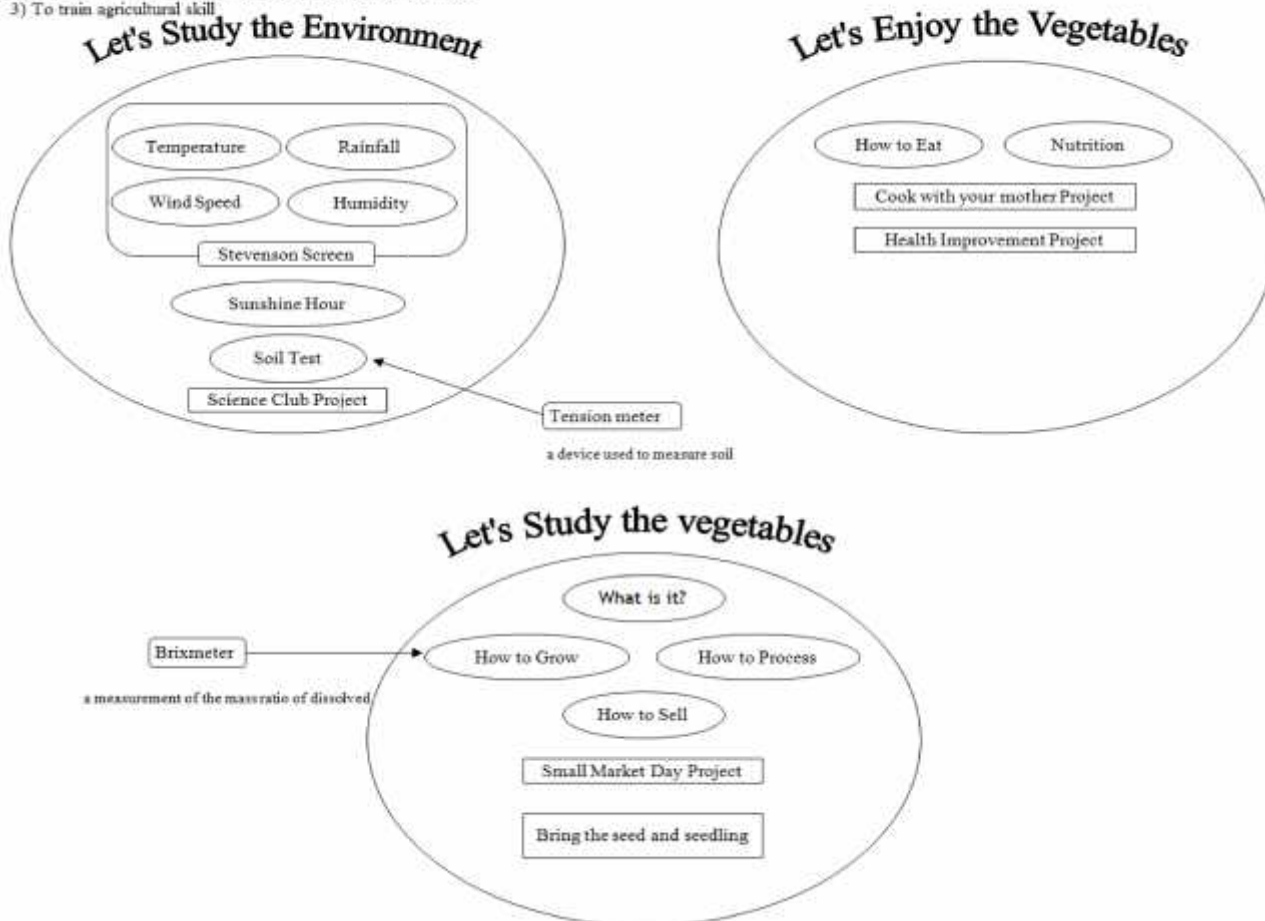 3) To train agricultural skill
Let's Study the Environment
Temperature
Rainfall
Wind Speed
Humidity
Stevenson Screen
Sunshine Hour
Soil Test
Science Club Project
Tension meter
a device used to measure soil
Let's Enjoy the Vegetables
How to Eat
Nutrition
Cook with your mother Project
Health Improvement Project
Let's Study the vegetables
What is it?
Brixmeter
a measurement of the mass ratio of dissolved
How to Grow
How to Process
How to Sell
Small Market Day Project
Bring the seed and seedling